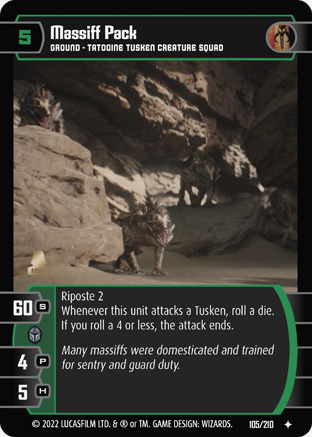 5
Massiff Pack
GROUND - TATOOINE TUSKEN CREATURE SQUAD
60 S
4 P
5 H
Riposte 2
Whenever this unit attacks a Tusken, roll a die.
If you roll a 4 or less, the attack ends.
Many massiffs were domesticated and trained
for sentry and guard duty.
© 2022 LUCASFILM LTD. & ® or TM. GAME DESIGN: WIZARDS.
105/210